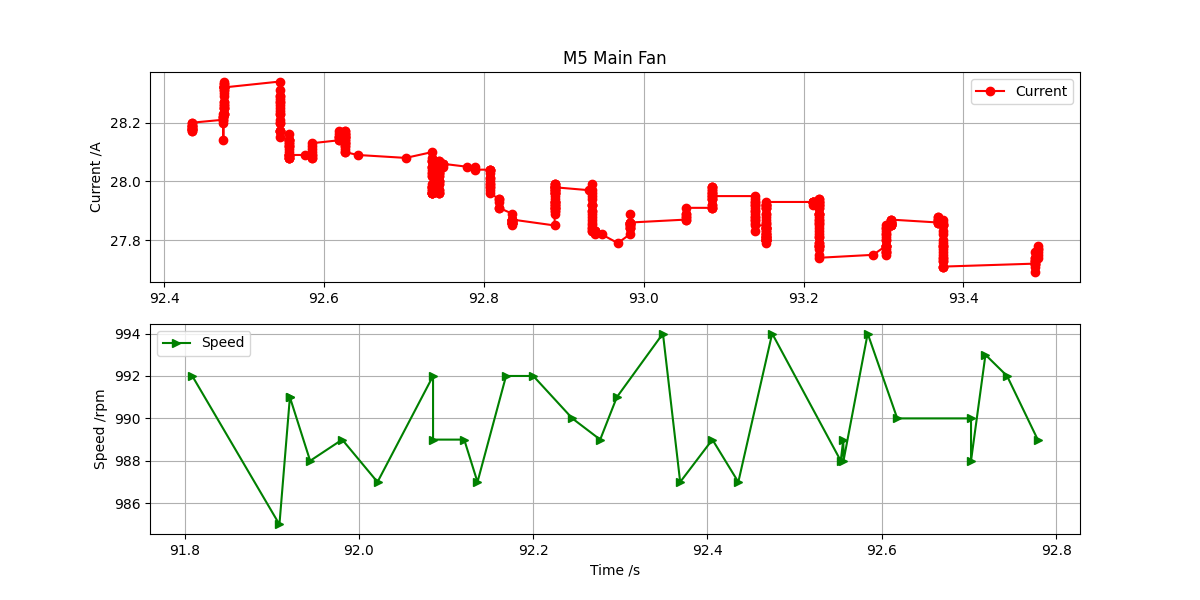 M5 Main Fan
Current /A
28.2
28.0
27.8
Current
92.4 92.6 92.8 93.0 93.2 93.4
Speed /rpm
994
992
990
988
986
Speed
91.8 92.0 92.2 92.4 92.6 92.8
Time /s